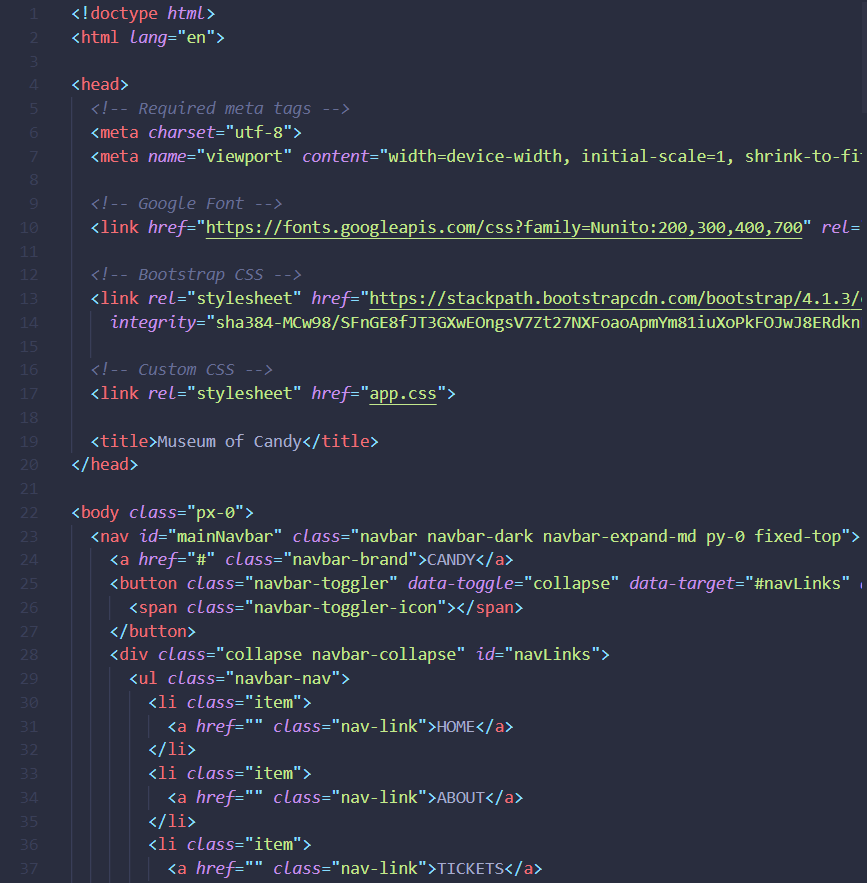 1 <!doctype html>
2 <html lang="en">
3
4 <head>
5 <!-- Required meta tags -->
6 <meta charset="utf-8">
7 <meta name="viewport" content="width=device-width, initial-scale=1, shrink-to-fi
8
9 <!-- Google Font -->
10 <link href="https://fonts.googleapis.com/css?family=Nunito:200,300,400,700" rel=
11
12 <!-- Bootstrap CSS -->
13 <link rel="stylesheet" href="https://stackpath.bootstrapcdn.com/bootstrap/4.1.3/
14 integrity="sha384-MCw98/SFnGE8fJT3GXwEOngsV7Zt27NXFoaoApmYm81iuXoPkFOJwJ8ERdkn
15
16 <!-- Custom CSS -->
17 <link rel="stylesheet" href="app.css">
18
19 <title>Museum of Candy</title>
20 </head>
21
22 <body class="px-0">
23 <nav id="mainNavbar" class="navbar navbar-dark navbar-expand-md py-0 fixed-top">
24 <a href="#" class="navbar-brand">CANDY</a>
25 <button class="navbar-toggler" data-toggle="collapse" data-target="#navLinks"
26 <span class="navbar-toggler-icon"></span>
27 </button>
28 <div class="collapse navbar-collapse" id="navLinks">
29 <ul class="navbar-nav">
30 <li class="item">
31 <a href="" class="nav-link">HOME</a>
32 </li>
33 <li class="item">
34 <a href="" class="nav-link">ABOUT</a>
35 </li>
36 <li class="item">
37 <a href="" class="nav-link">TICKETS</a>